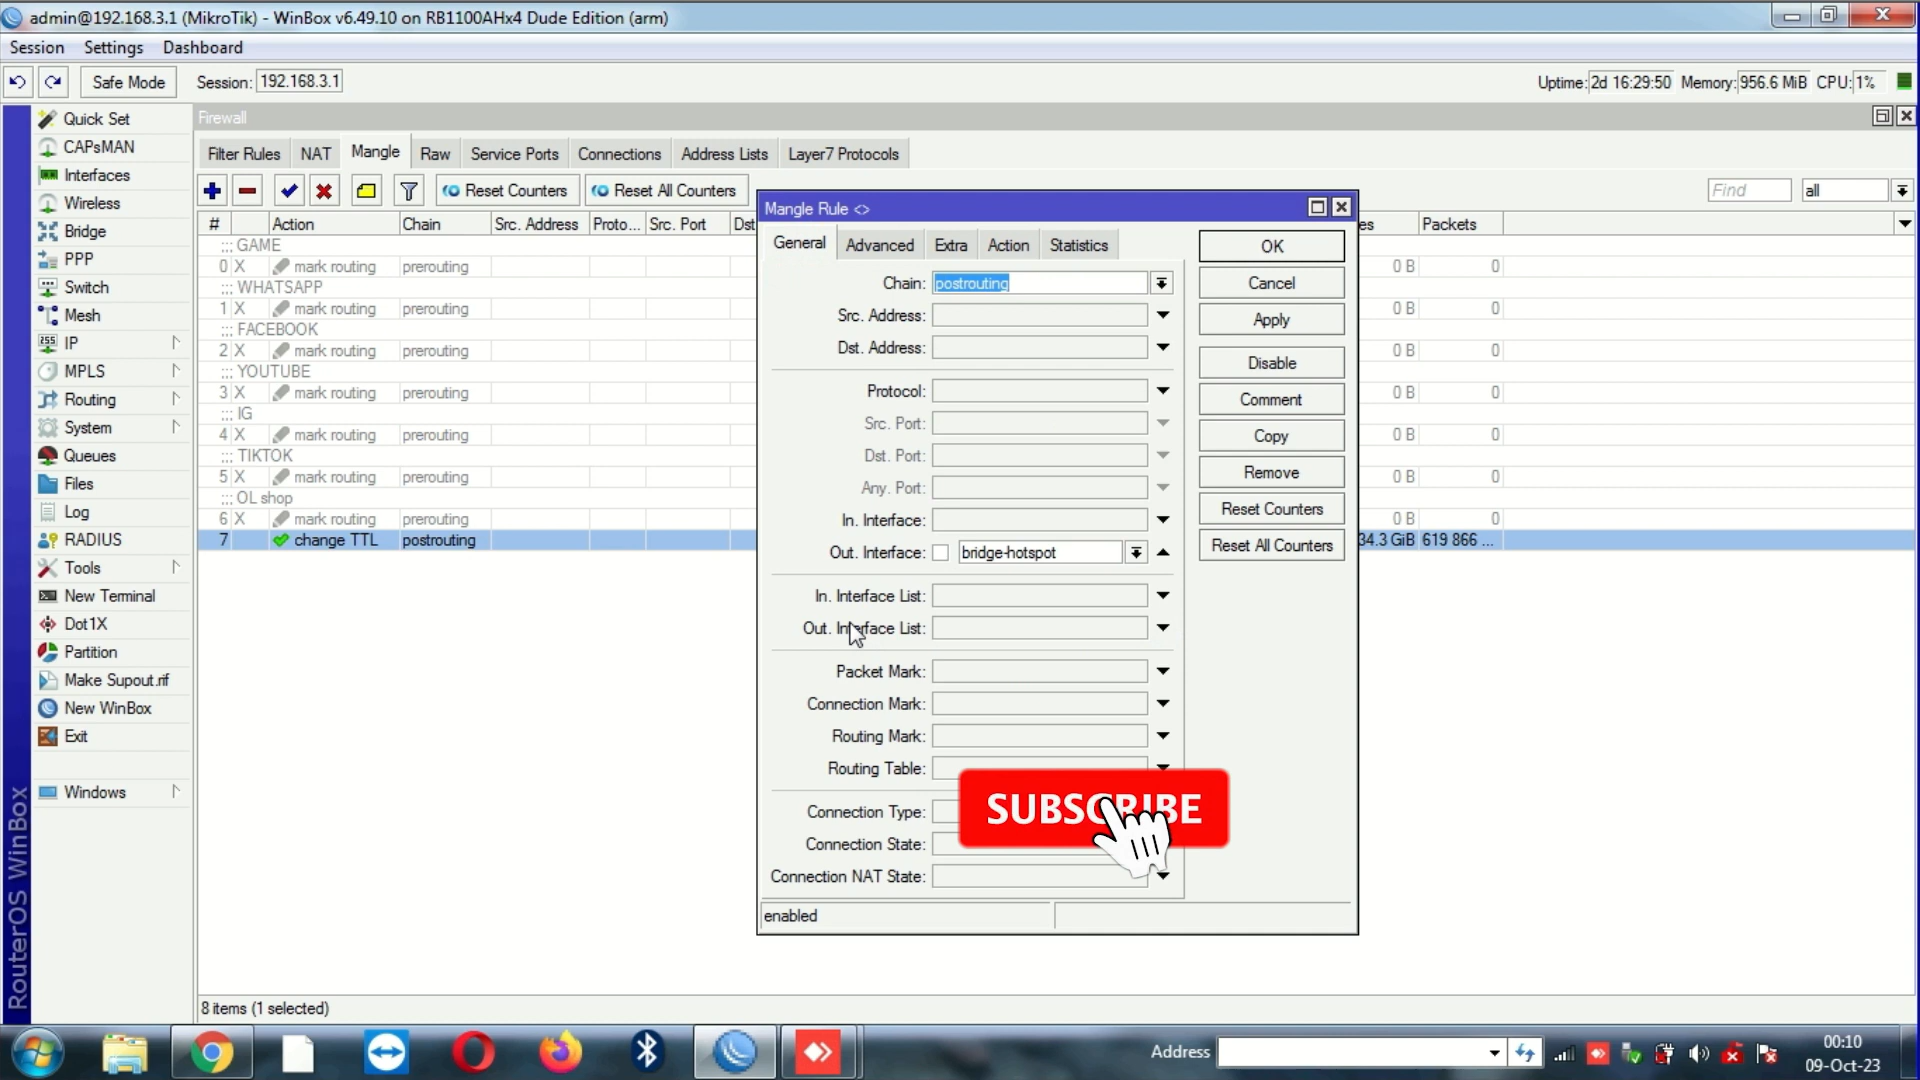 admin@192.168.3.1 (MikroTik) - WinBox v6.49.10 on RB1100AHx4 Dude Edition (arm)
Session Settings Dashboard
Safe Mode Session: 192.168.3.1 Uptime: 2d 16:29:50 Memory: 956.6 MiB CPU: 1%
Quick Set
CAPsMAN
Interfaces
Wireless
Bridge
PPP
Switch
Mesh
IP
MPLS
Routing
System
Queues
Files
Log
RADIUS
Tools
New Terminal
Dot1X
Partition
Make Supout.rif
New WinBox
Exit
Windows
RouterOS WinBox
Firewall
Filter Rules NAT Mangle Raw Service Ports Connections Address Lists Layer7 Protocols
Reset Counters Reset All Counters Find all
# Action Chain Src. Address Proto... Src. Port Dst es Packets
::: GAME
0 X mark routing prerouting 0 B 0
::: WHATSAPP
1 X mark routing prerouting 0 B 0
::: FACEBOOK
2 X mark routing prerouting 0 B 0
::: YOUTUBE
3 X mark routing prerouting 0 B 0
::: IG
4 X mark routing prerouting 0 B 0
::: TIKTOK
5 X mark routing prerouting 0 B 0
::: OL shop
6 X mark routing prerouting 0 B 0
7 change TTL postrouting 34.3 GiB 619 866 ...
Mangle Rule <>
General Advanced Extra Action Statistics
Chain: postrouting
Src. Address:
Dst. Address:
Protocol:
Src. Port:
Dst. Port:
Any. Port:
In. Interface:
Out. Interface: bridge-hotspot
In. Interface List:
Out. Interface List:
Packet Mark:
Connection Mark:
Routing Mark:
Routing Table:
Connection Type:
Connection State:
Connection NAT State:
enabled
OK
Cancel
Apply
Disable
Comment
Copy
Remove
Reset Counters
Reset All Counters
SUBSCRIBE
8 items (1 selected)
Address
00:10
09-Oct-23